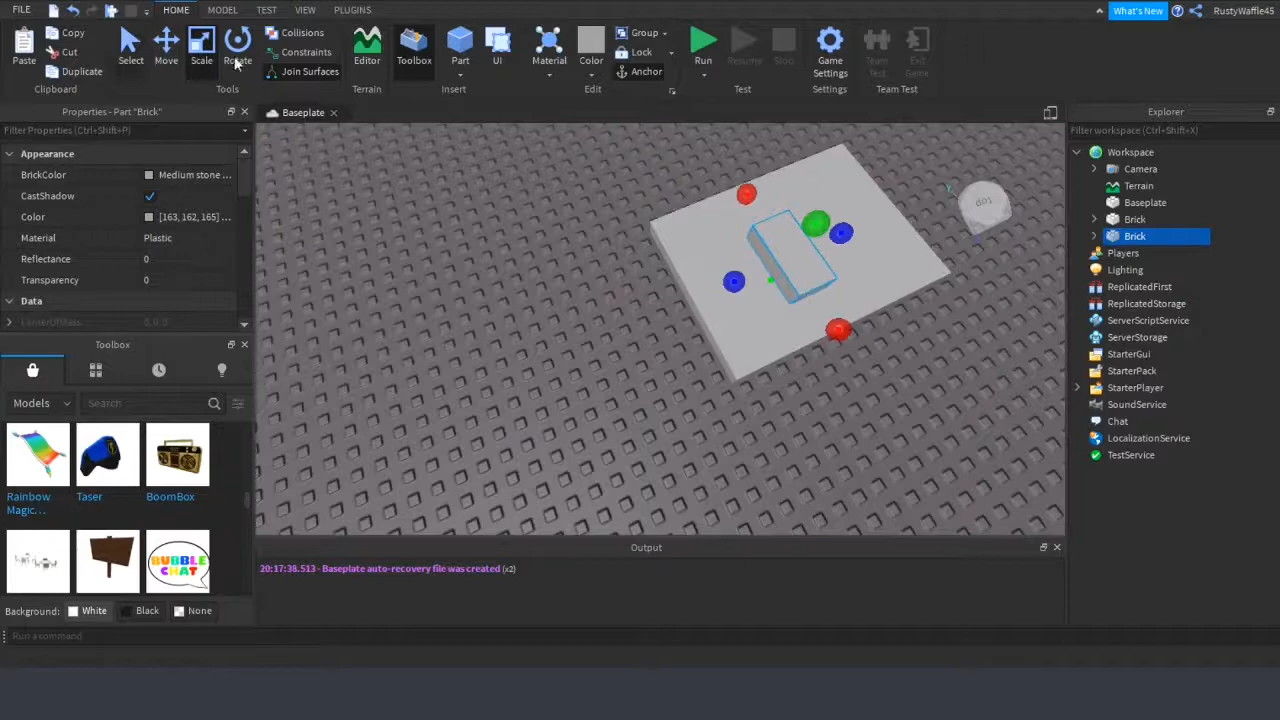 FILE HOME MODEL TEST VIEW PLUGINS What's New RustyWaffle45
Paste Copy Cut Duplicate Select Move Scale Rotate Collisions Constraints Join Surfaces Editor Toolbox Part UI Material Color Group Lock Anchor Run Resume Stop Game Settings Team Test Exit Game
Clipboard Tools Terrain Insert Edit Test Settings Team Test
Properties - Part "Brick"
Filter Properties (Ctrl+Shift+P)
Appearance
BrickColor Medium stone ...
CastShadow
Color [163, 162, 165] ...
Material Plastic
Reflectance 0
Transparency 0
Data
CenterOfMass 0, 0, 0
Toolbox
Models Search
Rainbow Magic... Taser BoomBox
BUBBLE
CHAT
Background: White Black None
Run a command
Baseplate
TOP
Y
Output
20:17:38.513 - Baseplate auto-recovery file was created (x2)
Explorer
Filter workspace (Ctrl+Shift+X)
Workspace
Camera
Terrain
Baseplate
Brick
Brick
Players
Lighting
ReplicatedFirst
ReplicatedStorage
ServerScriptService
ServerStorage
StarterGui
StarterPack
StarterPlayer
SoundService
Chat
LocalizationService
TestService